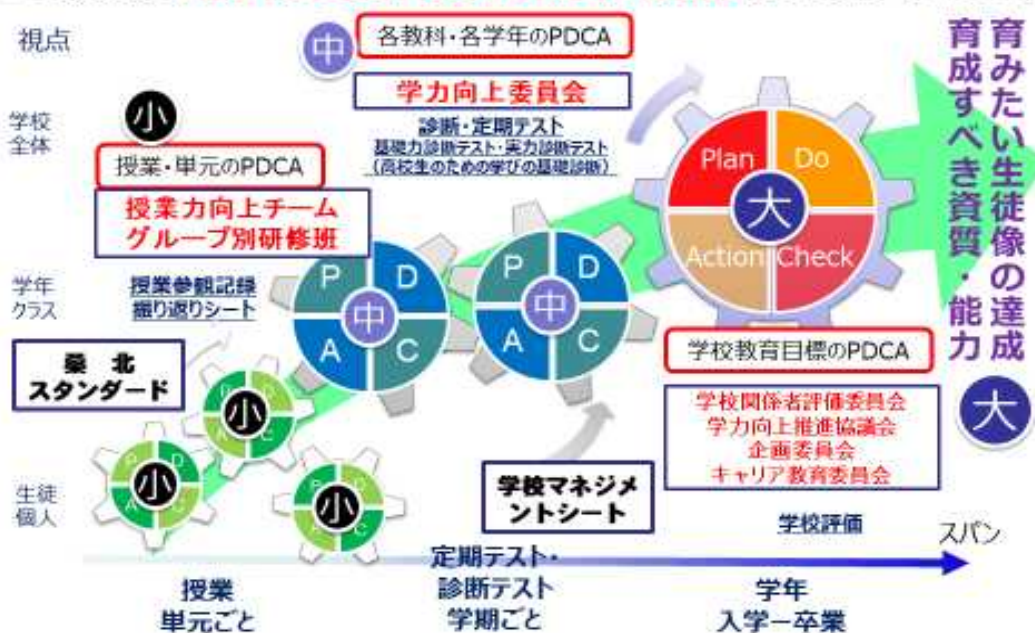 視点
学校
全体
学年
クラス
生徒
個人
小
授業・単元のPDCA
授業力向上チーム
グループ別研修班
授業参観記録
振り返りシート
桑北
スタンダード
中
各教科・各学年のPDCA
学力向上委員会
診断・定期テスト
基礎力診断テスト・実力診断テスト
(高校生のための学びの基礎診断)
P D
小
A C
P D
小
A C
P D
小
A C
P D
中
A C
P D
中
A C
Plan Do
大
Action Check
学校教育目標のPDCA
学校関係者評価委員会
学力向上推進協議会
企画委員会
キャリア教育委員会
学校評価
学校マネジメ
ントシート
育みたい生徒像の達成
育成すべき資質・能力
大
スパン
授業
単元ごと
定期テスト・
診断テスト
学期ごと
学年
入学ー卒業